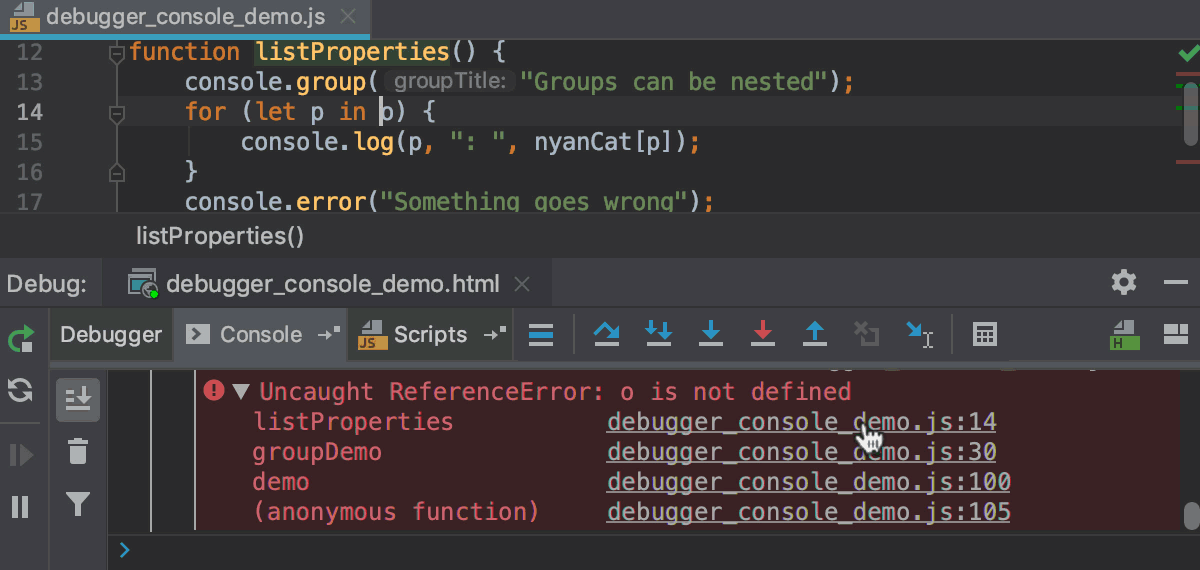 JS debugger_console_demo.js
12 function listProperties() {
13 console.group( groupTitle: "Groups can be nested");
14 for (let p in o) {
15 console.log(p, ": ", nyanCat[p]);
16 }
17 console.error("Something goes wrong");
listProperties()
Debug: debugger_console_demo.html
Debugger Console JS Scripts H
Uncaught ReferenceError: o is not defined
listProperties debugger_console_demo.js:14
groupDemo debugger_console_demo.js:30
demo debugger_console_demo.js:100
(anonymous function) debugger_console_demo.js:105